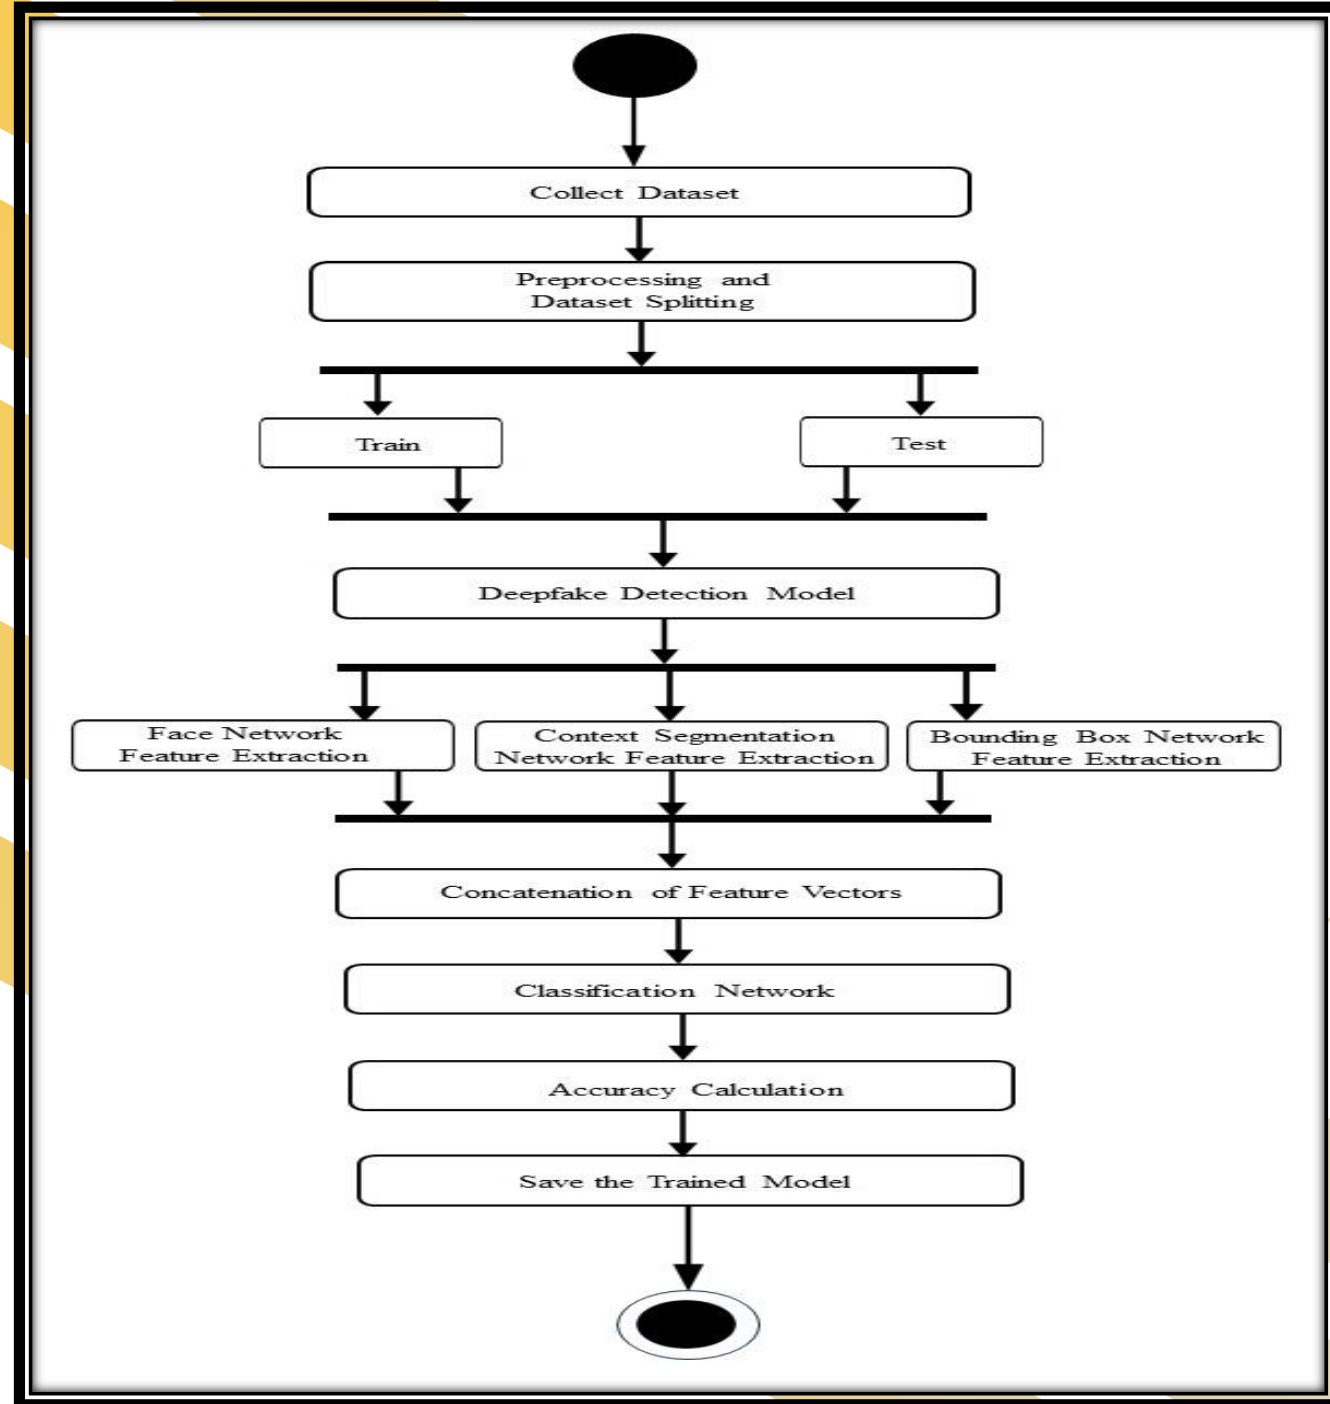 Collect Dataset
Preprocessing and
Dataset Splitting
Train
Test
Deepfake Detection Model
Face Network
Feature Extraction
Context Segmentation
Network Feature Extraction
Bounding Box Network
Feature Extraction
Concatenation of Feature Vectors
Classification Network
Accuracy Calculation
Save the Trained Model